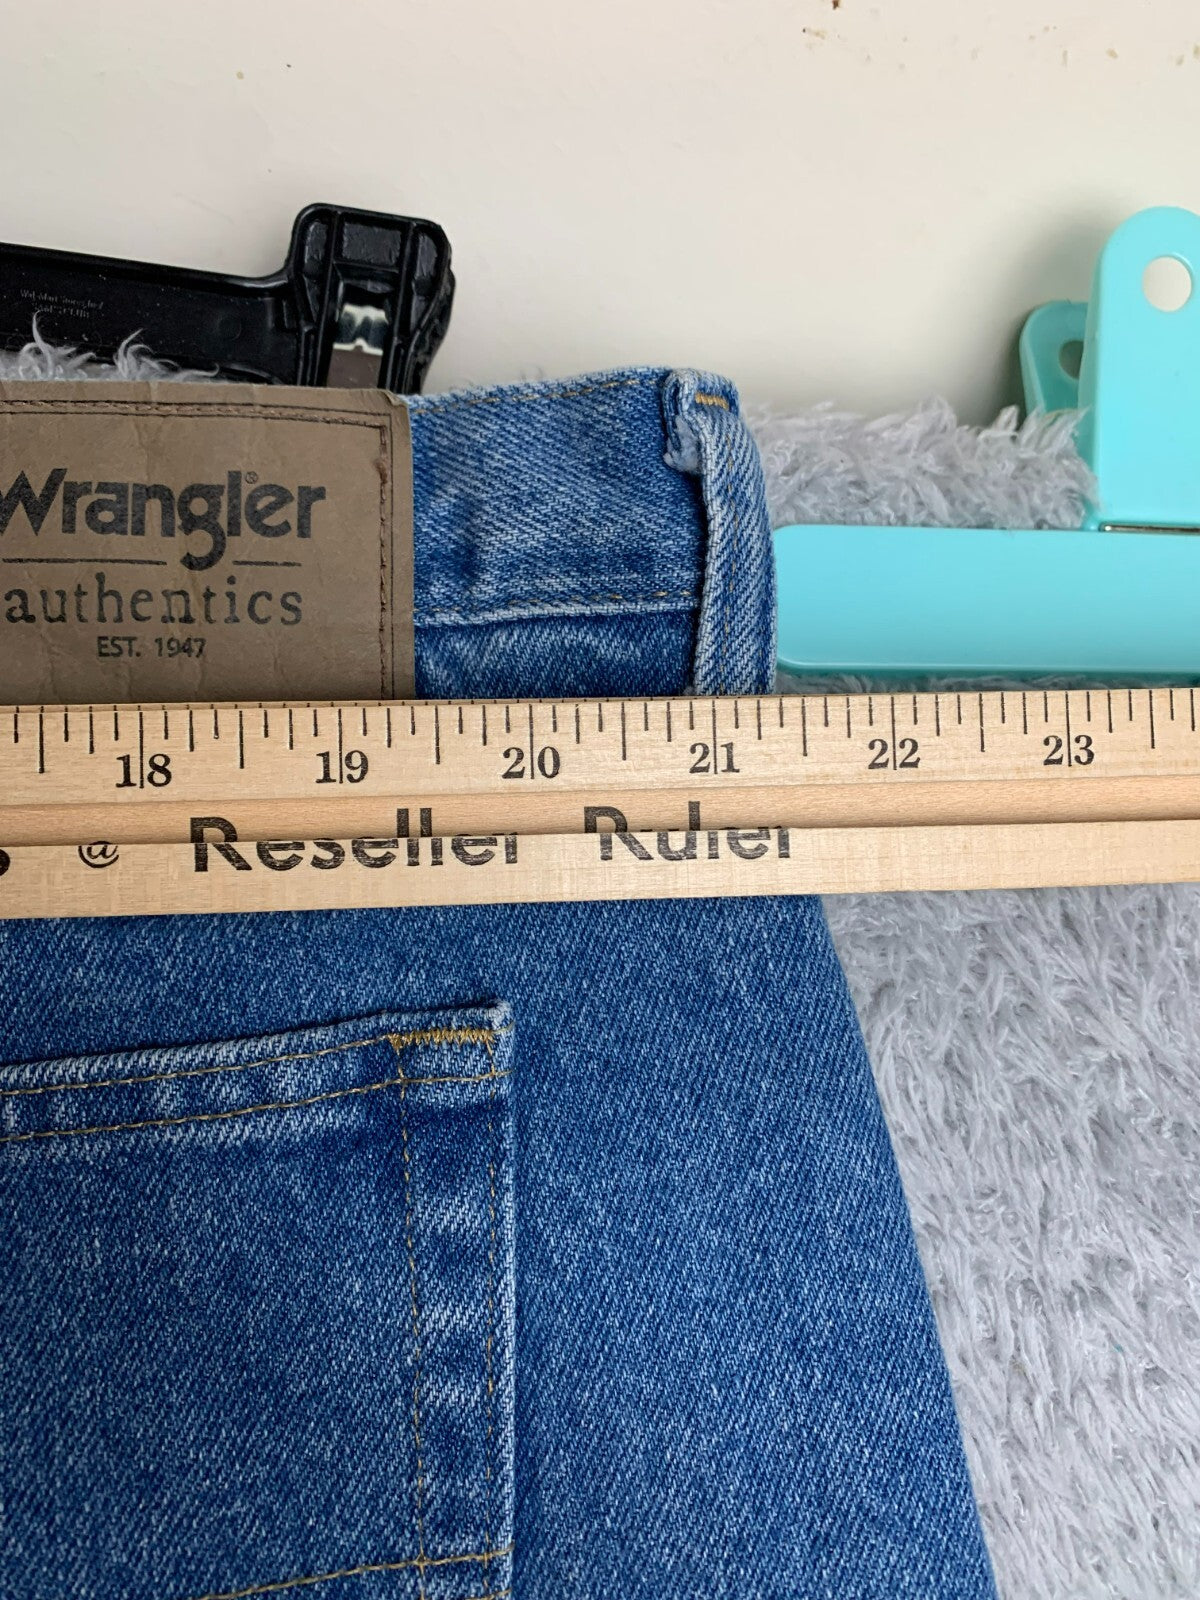 Wrangler®
authentics
EST. 1947
18 19 20 21 22 23
@ Reseller Ruler